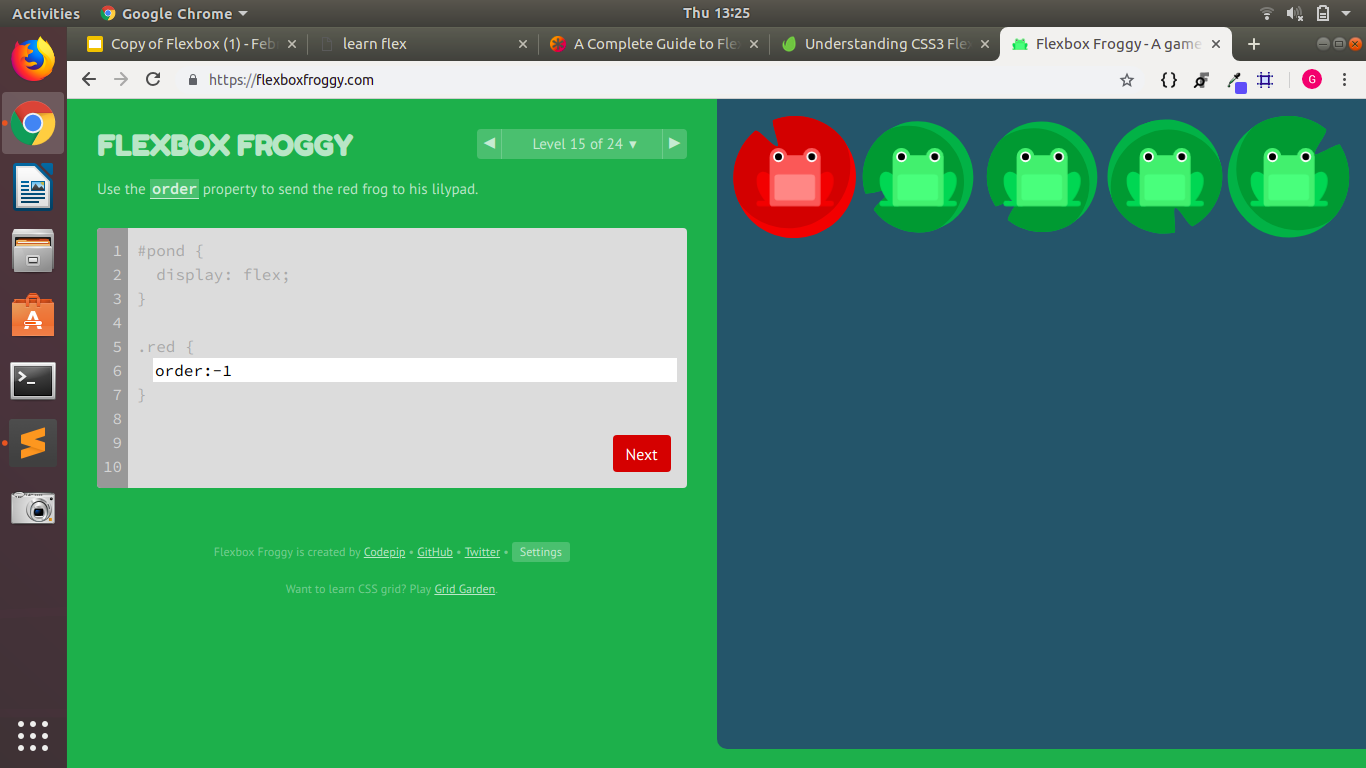 Activities Google Chrome ▾ Thu 13:25
Copy of Flexbox (1) - Feb × learn flex × A Complete Guide to Fle × Understanding CSS3 Flex × Flexbox Froggy - A game × +
https://flexboxfroggy.com {} G
FLEXBOX FROGGY
◀ Level 15 of 24 ▾ ▶
Use the order property to send the red frog to his lilypad.
1 #pond {
2 display: flex;
3 }
4
5 .red {
6 order:-1
7 }
8
9
10
Next
Flexbox Froggy is created by Codepip • GitHub • Twitter • Settings
Want to learn CSS grid? Play Grid Garden.